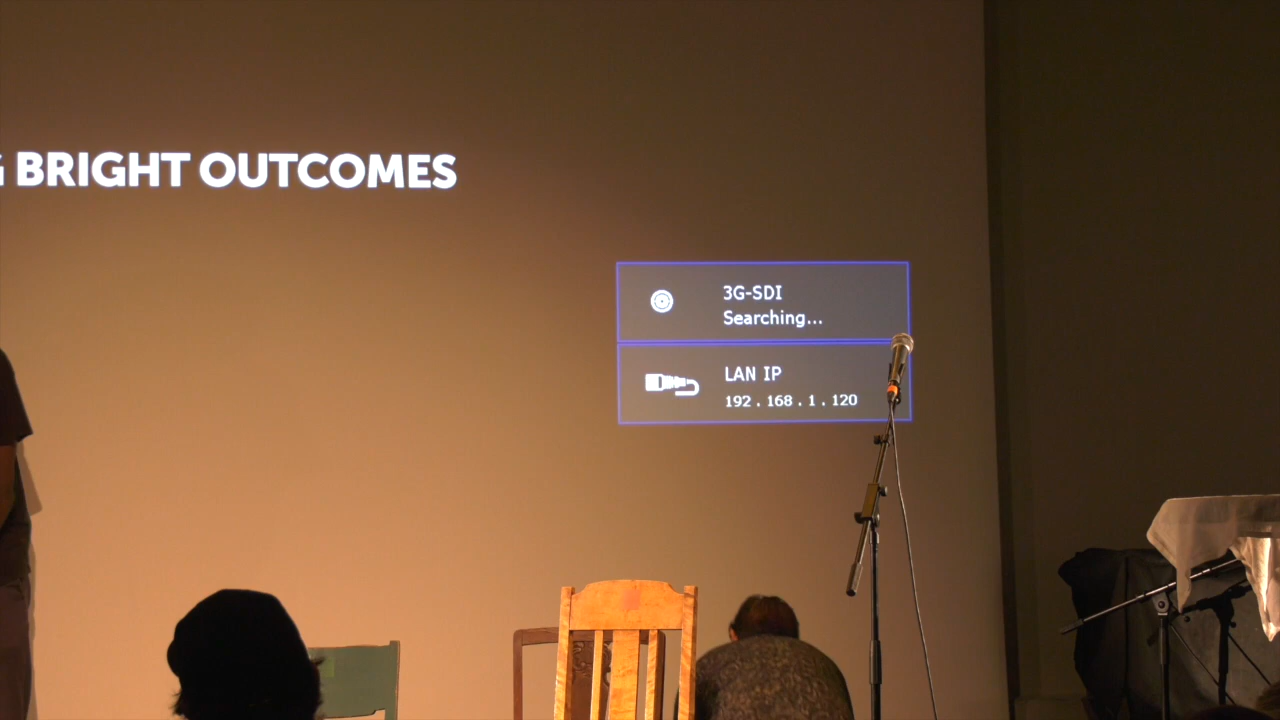 BRIGHT OUTCOMES
3G-SDI
Searching...
LAN IP
192 . 168 . 1 . 120